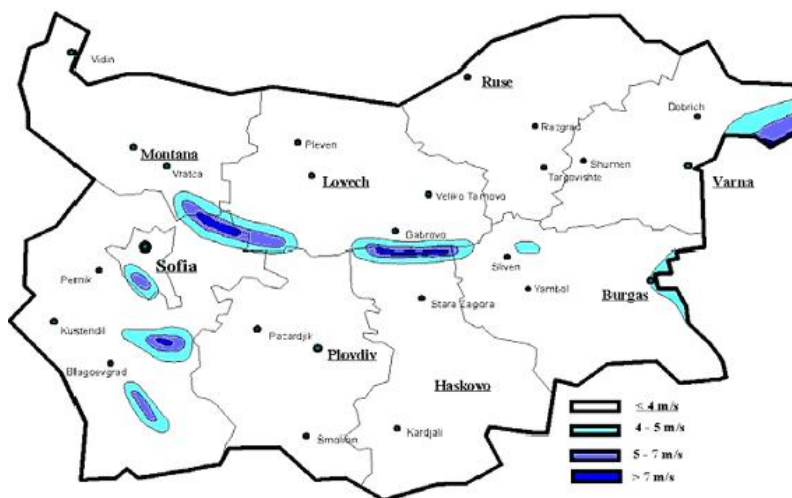 Vidin
Ruse
Dobrich
Razgrad
Pleven
Montana
Vratca
Lovech
Targovishte
Shumen
Varna
Veliko Tarnovo
Gabrovo
Sofia
Pernik
Sliven
Yambol
Burgas
Stara Zagora
Kustendil
Pazardjik
Plovdiv
Blagoevgrad
Haskovo
Smolian
Kardjali
≤ 4 m/s
4 - 5 m/s
5 - 7 m/s
> 7 m/s